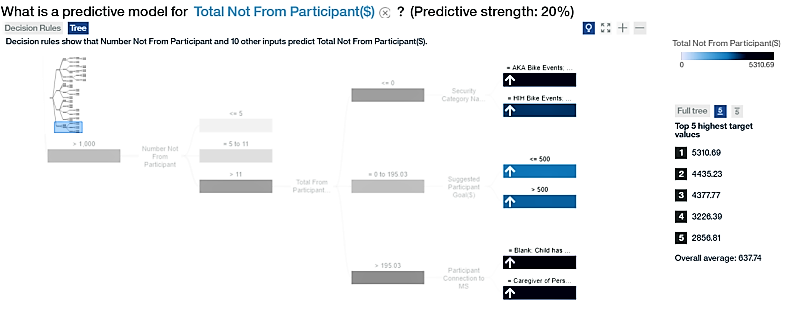 What is a predictive model for Total Not From Participant($) ? (Predictive strength: 20%)
Decision Rules Tree
Decision rules show that Number Not From Participant and 10 other inputs predict Total Not From Participant($).
Total Not From Participant($)
0 5310.69
Full tree 5 5
Top 5 highest target values
1 5310.69
2 4435.23
3 4377.77
4 3226.39
5 2856.81
Overall average: 637.74
> 1,000
Number Not From Participant
<= 5
= 5 to 11
> 11
Total From Participant...
<= 0
= 0 to 195.03
> 195.03
Security Category Na...
Suggested Participant Goal($)
Participant Connection to MS
= AKA Bike Events; ...
= HIH Bike Events; ...
<= 500
> 500
= Blank; Child has ...
= Caregiver of Pers...